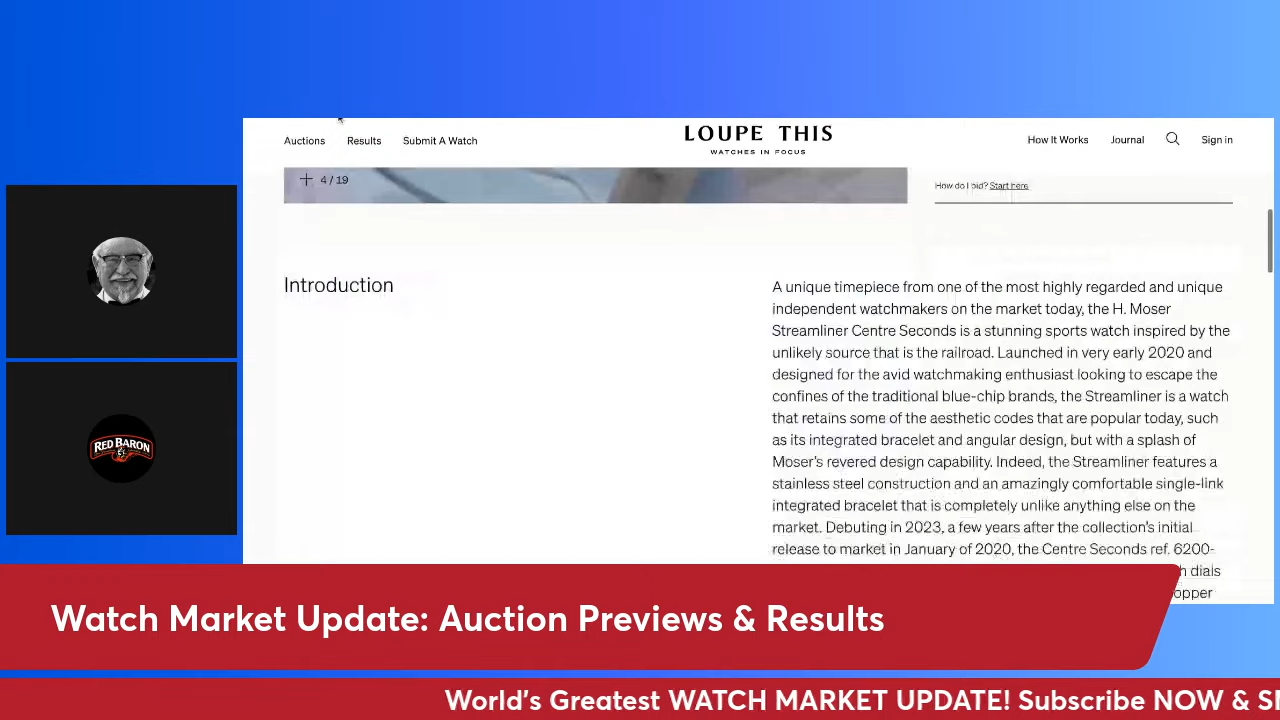 Auctions Results Submit A Watch
LOUPE THIS
WATCHES IN FOCUS
How It Works Journal Sign in
4 / 19
How do I bid? Start here
Introduction
A unique timepiece from one of the most highly regarded and unique
independent watchmakers on the market today, the H. Moser
Streamliner Centre Seconds is a stunning sports watch inspired by the
unlikely source that is the railroad. Launched in very early 2020 and
designed for the avid watchmaking enthusiast looking to escape the
confines of the traditional blue-chip brands, the Streamliner is a watch
that retains some of the aesthetic codes that are popular today, such
as its integrated bracelet and angular design, but with a splash of
Moser's revered design capability. Indeed, the Streamliner features a
stainless steel construction and an amazingly comfortable single-link
integrated bracelet that is completely unlike anything else on the
market. Debuting in 2023, a few years after the collection's initial
release to market in January of 2020, the Centre Seconds ref. 6200-
dials
RED BARON
Watch Market Update: Auction Previews & Results
World's Greatest WATCH MARKET UPDATE! Subscribe NOW &